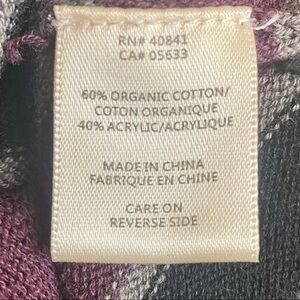 RN# 40841
CA# 05633
60% ORGANIC COTTON/
COTON ORGANIQUE
40% ACRYLIC/ACRYLIQUE
MADE IN CHINA
FABRIQUE EN CHINE
CARE ON
REVERSE SIDE